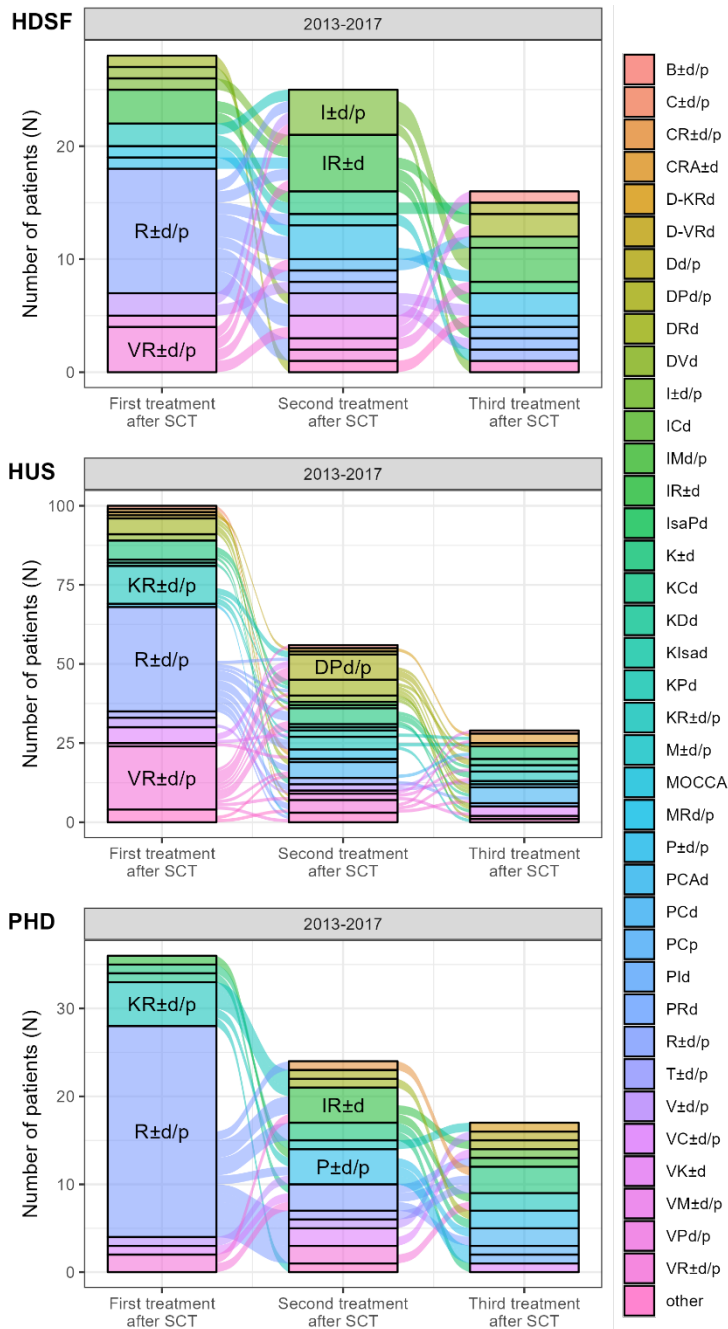 HDSF
2013-2017
Number of patients (N)
20
10
0
R±d/p
VR±d/p
I±d/p
IR±d
First treatment
after SCT
Second treatment
after SCT
Third treatment
after SCT
HUS
2013-2017
Number of patients (N)
100
75
50
25
0
KR±d/p
R±d/p
VR±d/p
DPd/p
First treatment
after SCT
Second treatment
after SCT
Third treatment
after SCT
PHD
2013-2017
Number of patients (N)
30
20
10
0
KR±d/p
R±d/p
IR±d
P±d/p
First treatment
after SCT
Second treatment
after SCT
Third treatment
after SCT
B±d/p
C±d/p
CR±d/p
CRA±d
D-KRd
D-VRd
Dd/p
DPd/p
DRd
DVd
I±d/p
ICd
IMd/p
IR±d
IsaPd
K±d
KCd
KDd
KIsad
KPd
KR±d/p
M±d/p
MOCCA
MRd/p
P±d/p
PCAd
PCd
PCp
PId
PRd
R±d/p
T±d/p
V±d/p
VC±d/p
VK±d
VM±d/p
VPd/p
VR±d/p
other